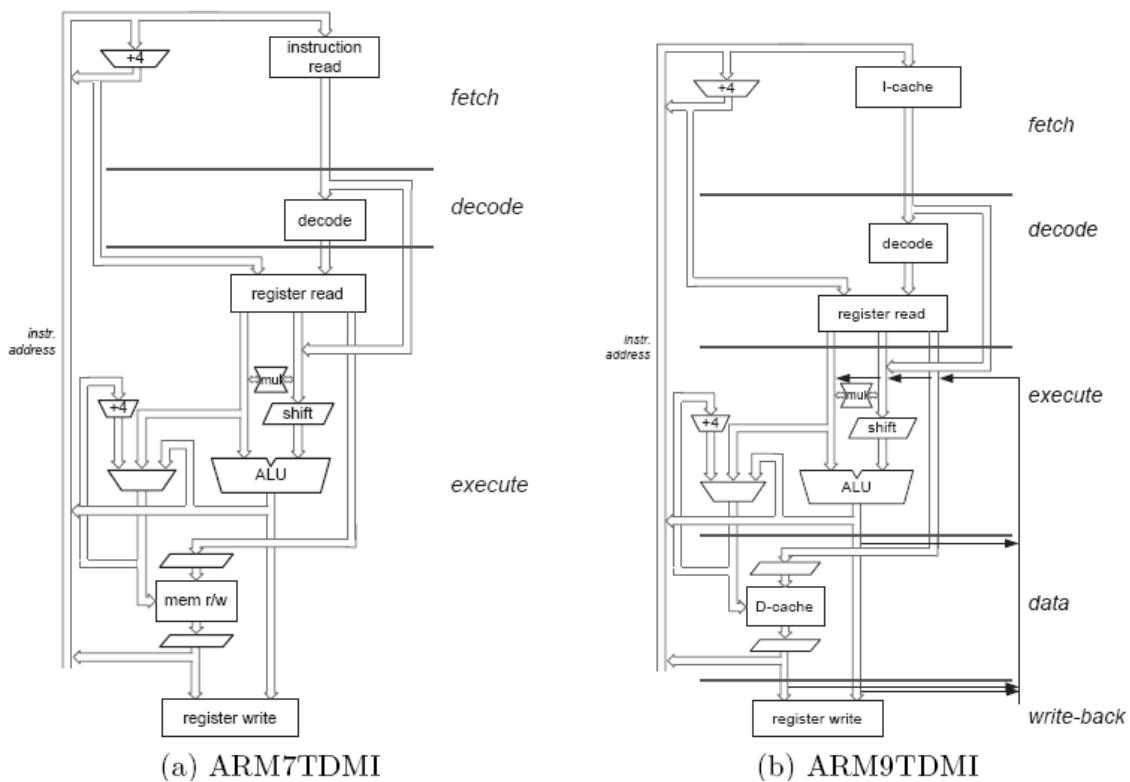 +4
instruction
read
fetch
decode
decode
register read
instr.
address
mul
+4
shift
ALU
execute
mem r/w
register write
(a) ARM7TDMI
+4
I-cache
fetch
decode
decode
register read
instr.
address
execute
mul
+4
shift
ALU
D-cache
data
register write
write-back
(b) ARM9TDMI